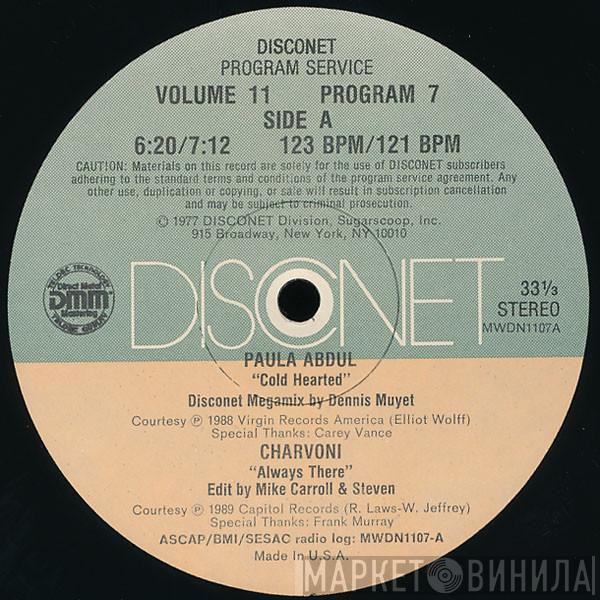 DISCONET
PROGRAM SERVICE
VOLUME 11 PROGRAM 7
SIDE A
6:20/7:12 123 BPM/121 BPM
CAUTION: Materials on this record are solely for the use of DISCONET subscribers
adhering to the standard terms and conditions of the program service agreement. Any
other use, duplication or copying, or sale will result in subscription cancellation
and may be subject to criminal prosecution.
© 1977 DISCONET Division, Sugarscoop, Inc.
915 Broadway, New York, NY 10010
TELDEC TECHNOLOGY
Direct Metal
DMM
Mastering
DISCONET
33⅓
STEREO
MWDN1107A
PAULA ABDUL
"Cold Hearted"
Disconet Megamix by Dennis Muyet
Courtesy ℗ 1988 Virgin Records America (Elliot Wolff)
Special Thanks: Carey Vance
CHARVONI
"Always There"
Edit by Mike Carroll & Steven
Courtesy ℗ 1989 Capitol Records (R. Laws-W. Jeffrey)
Special Thanks: Frank Murray
ASCAP/BMI/SESAC radio log: MWDN1107-A
Made In U.S.A.
МАРКЕТ ВИНИЛА